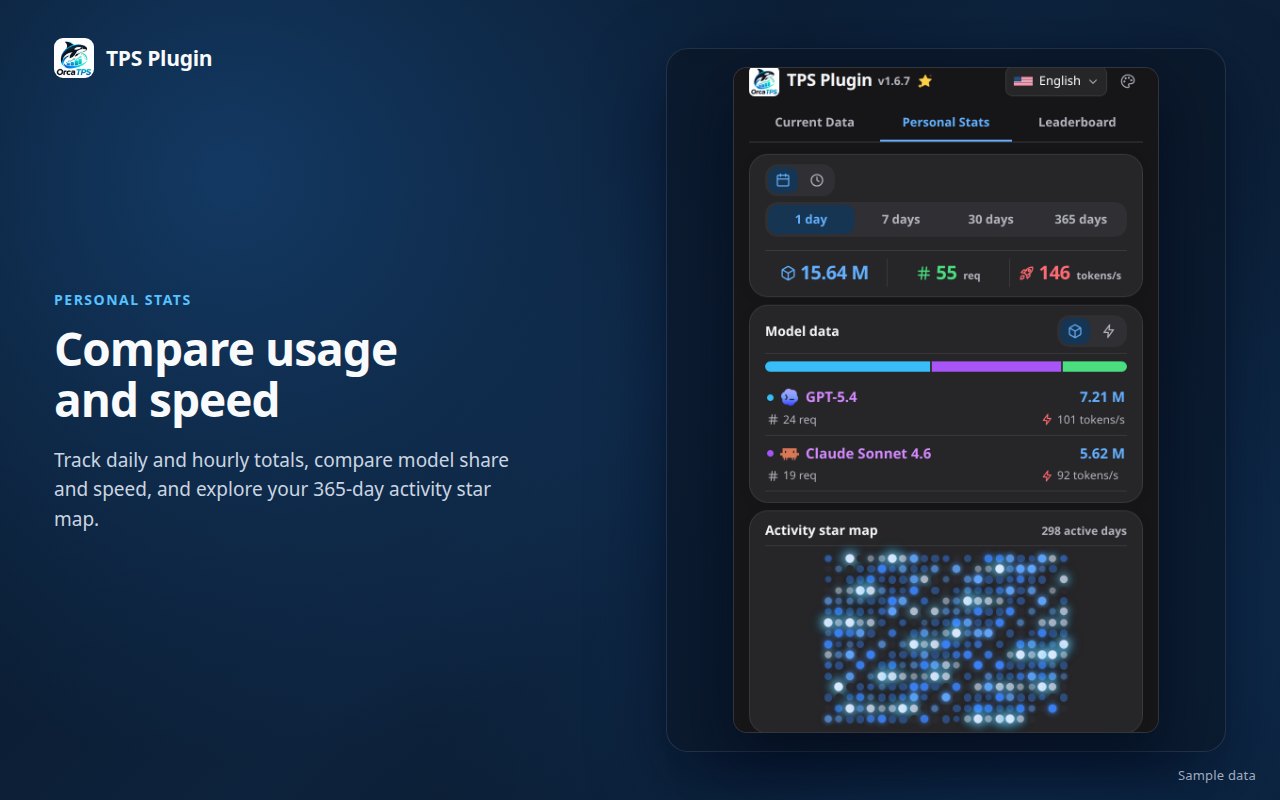 OrcaTPS
TPS Plugin
PERSONAL STATS
Compare usage
and speed
Track daily and hourly totals, compare model share
and speed, and explore your 365-day activity star
map.
OrcaTPS
TPS Plugin v1.6.7
English
Current Data
Personal Stats
Leaderboard
1 day
7 days
30 days
365 days
15.64 M
# 55 req
146 tokens/s
Model data
GPT-5.4
7.21 M
# 24 req
101 tokens/s
Claude Sonnet 4.6
5.62 M
# 19 req
92 tokens/s
Activity star map
298 active days
Sample data